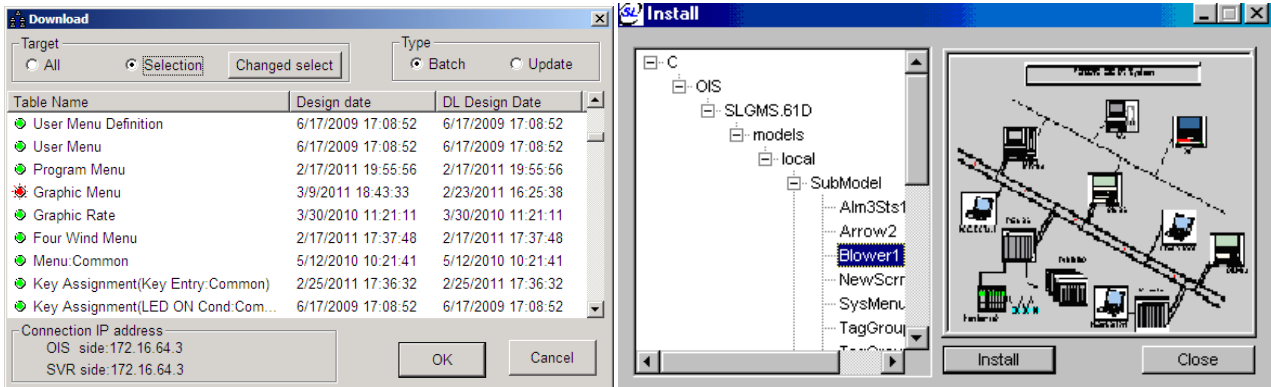 Download
Target
All
Selection
Changed select
Type
Batch
Update
Table Name Design date DL Design Date
User Menu Definition 6/17/2009 17:08:52 6/17/2009 17:08:52
User Menu 6/17/2009 17:08:52 6/17/2009 17:08:52
Program Menu 2/17/2011 19:55:56 2/17/2011 19:55:56
Graphic Menu 3/9/2011 18:43:33 2/23/2011 16:25:38
Graphic Rate 3/30/2010 11:21:11 3/30/2010 11:21:11
Four Wind Menu 2/17/2011 17:37:48 2/17/2011 17:37:48
Menu:Common 5/12/2010 10:21:41 5/12/2010 10:21:41
Key Assignment(Key Entry:Common) 2/25/2011 17:36:32 2/25/2011 17:36:32
Key Assignment(LED ON Cond:Com... 6/17/2009 17:08:52 6/17/2009 17:08:52
Connection IP address
OIS side:172.16.64.3
SVR side:172.16.64.3
OK
Cancel
SL Install
C
OIS
SLGMS.61D
models
local
SubModel
Alm3Sts1
Arrow2
Blower1
NewScrr
SysMenu
TagGrou
Install
Close